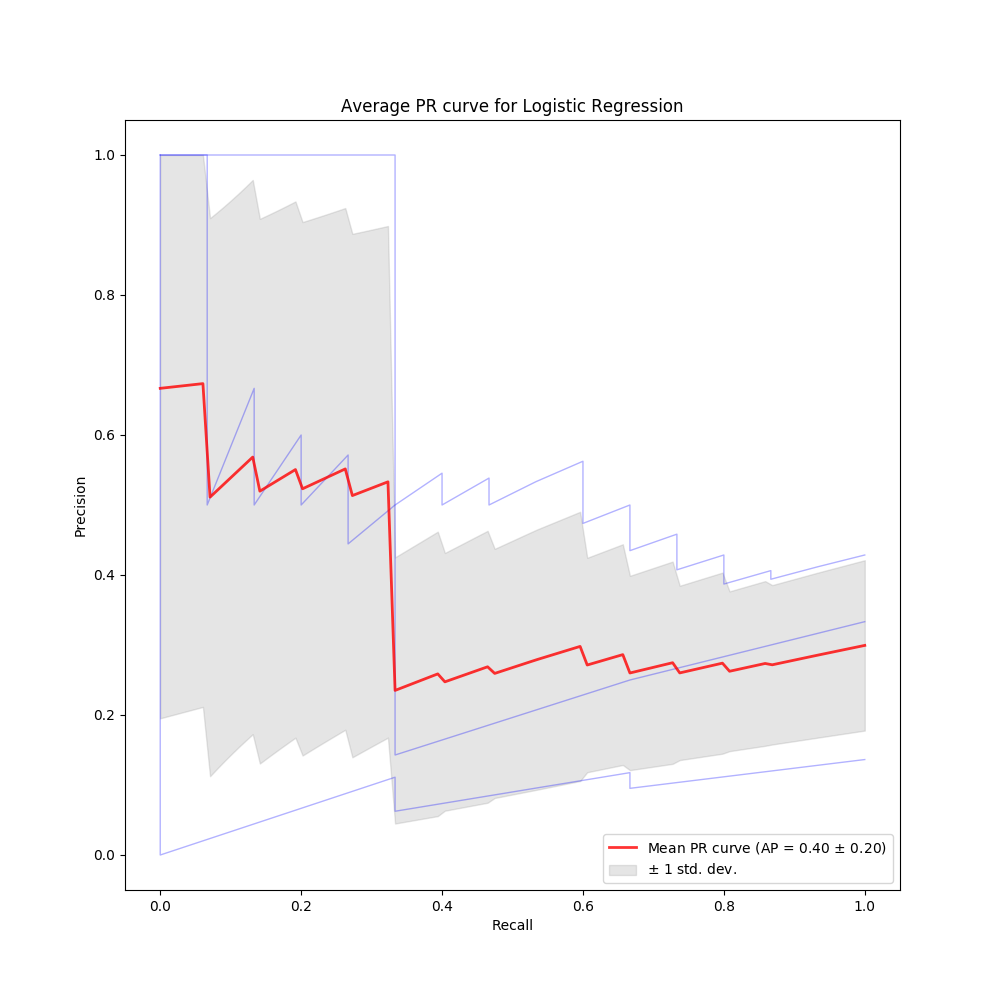 Average PR curve for Logistic Regression
1.0
0.8
0.6
0.4
0.2
0.0
Precision
Mean PR curve (AP = 0.40 ± 0.20)
± 1 std. dev.
0.0 0.2 0.4 0.6 0.8 1.0
Recall